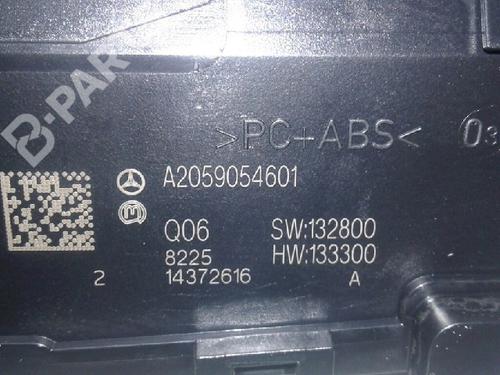 B-PAR
>PC+ABS<
A2059054601
Q06 SW:132800
8225 HW:133300
2 14372616 A